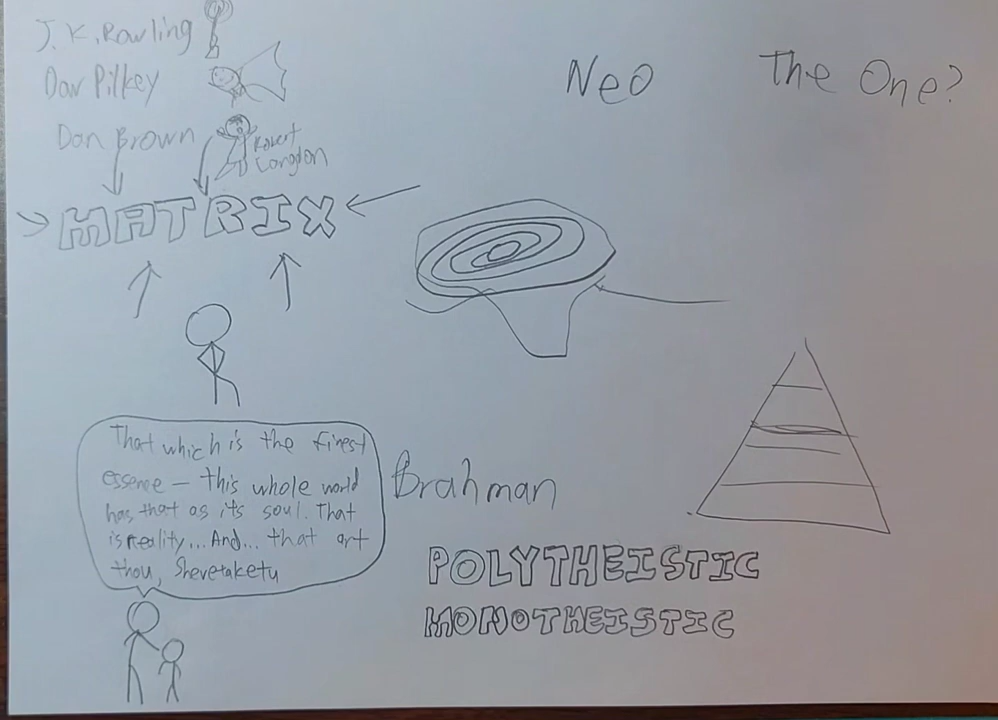 J.K. Rowling
Dav Pilkey
Dan Brown
Robert
Langdon
MATRIX
Neo
The One?
That which is the finest
essence — this whole world
has, that as its soul. That
is reality... And... that art
thou, Shevetaketu
Brahman
POLYTHEISTIC
MONOTHEISTIC